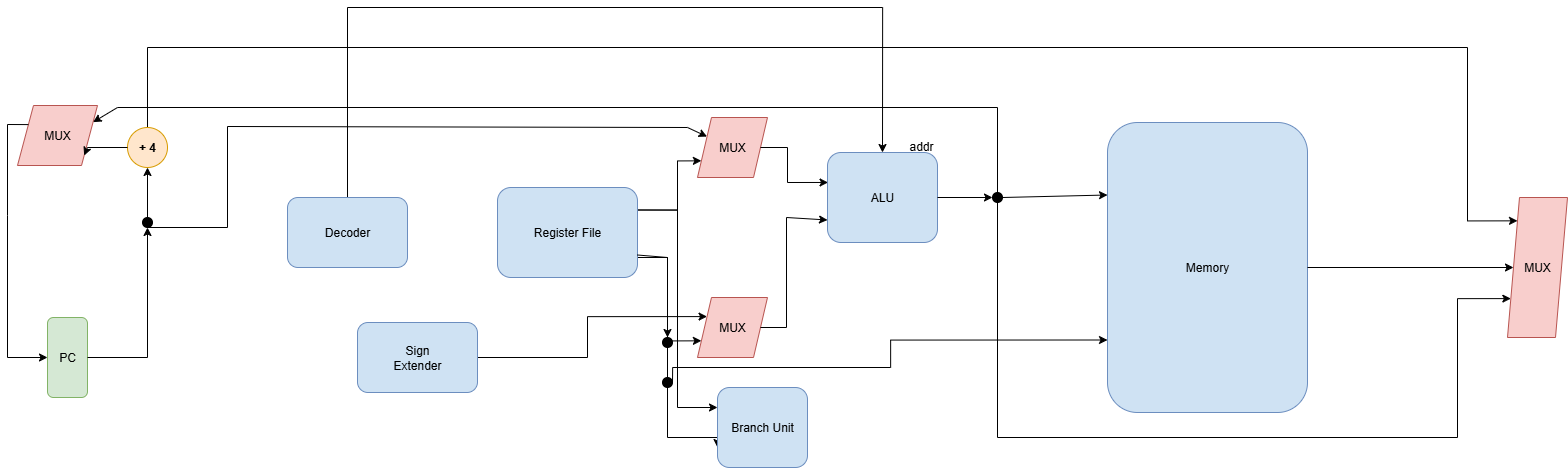 MUX
+ 4
MUX
addr
ALU
Decoder
Register File
Memory
MUX
MUX
Sign
Extender
PC
Branch Unit